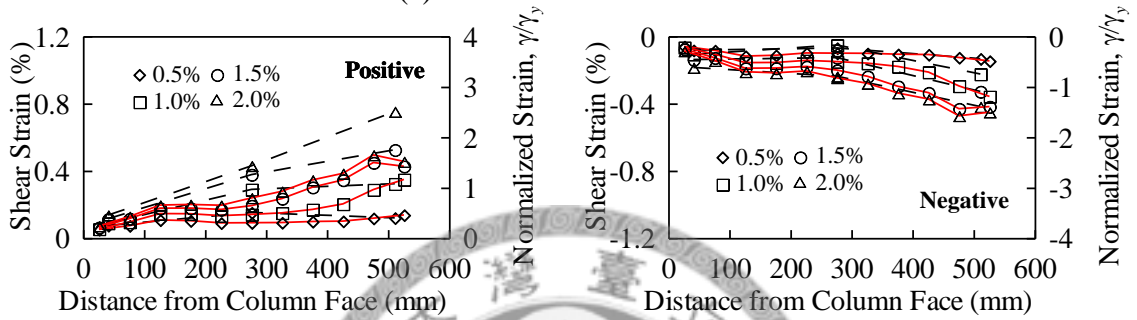 1.2
0.8
0.4
0
Shear Strain (%)
0.5% 1.5%
1.0% 2.0%
Positive
4
3
2
1
0
Normalized Strain, γ/γy
0 100 200 300 400 500 600
Distance from Column Face (mm)
0
-0.4
-0.8
-1.2
Shear Strain (%)
0.5% 1.5%
1.0% 2.0%
Negative
0
-1
-2
-3
-4
Normalized Strain, γ/γy
0 100 200 300 400 500 600
Distance from Column Face (mm)
灣 臺